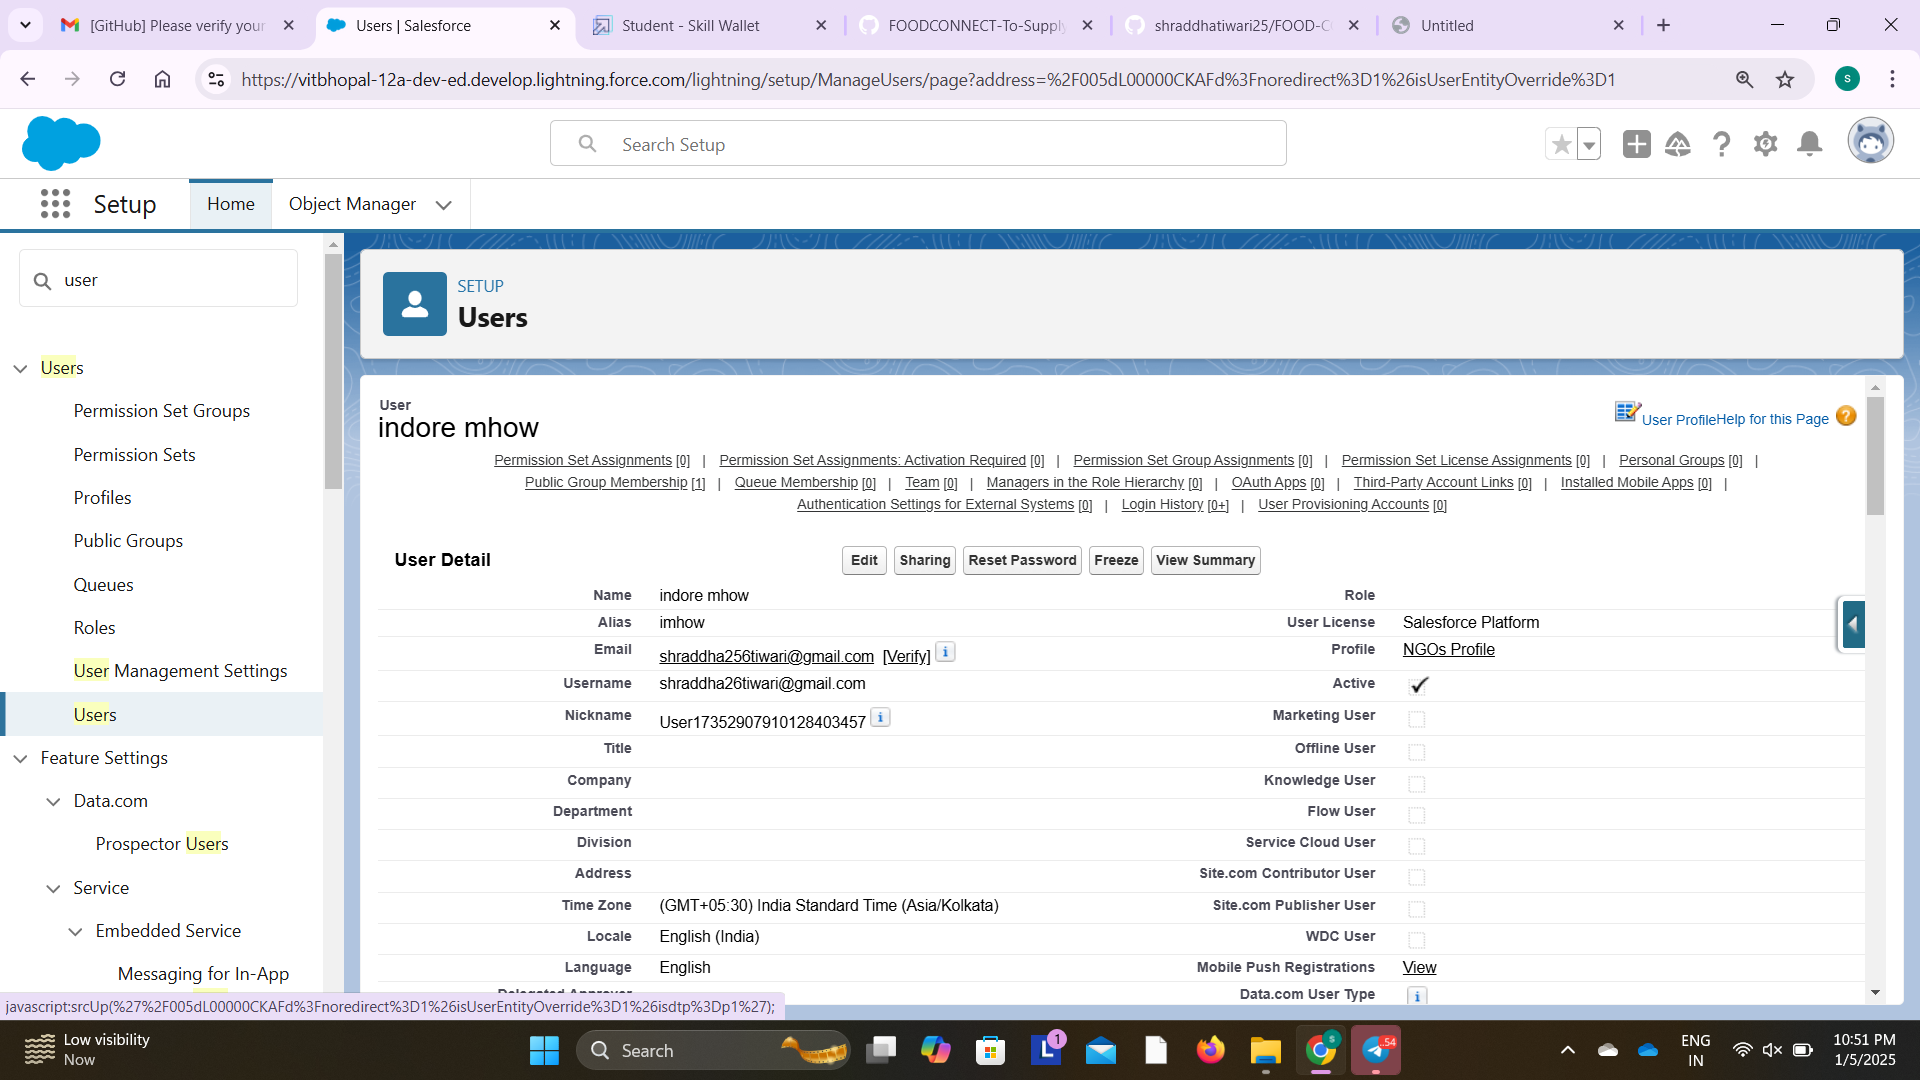 [GitHub] Please verify your
Users | Salesforce
Student - Skill Wallet
FOODCONNECT-To-Supply
shraddhatiwari25/FOOD-C
Untitled
https://vitbhopal-12a-dev-ed.develop.lightning.force.com/lightning/setup/ManageUsers/page?address=%2F005dL00000CKAFd%3Fnoredirect%3D1%26isUserEntityOverride%3D1
S
Search Setup
Setup
Home
Object Manager
user
Users
Permission Set Groups
Permission Sets
Profiles
Public Groups
Queues
Roles
User Management Settings
Users
Feature Settings
Data.com
Prospector Users
Service
Embedded Service
Messaging for In-App
SETUP
Users
User
indore mhow
User Profile Help for this Page
Permission Set Assignments [0] | Permission Set Assignments: Activation Required [0] | Permission Set Group Assignments [0] | Permission Set License Assignments [0] | Personal Groups [0] |
Public Group Membership [1] | Queue Membership [0] | Team [0] | Managers in the Role Hierarchy [0] | OAuth Apps [0] | Third-Party Account Links [0] | Installed Mobile Apps [0] |
Authentication Settings for External Systems [0] | Login History [0+] | User Provisioning Accounts [0]
User Detail
Edit Sharing Reset Password Freeze View Summary
Name indore mhow Role
Alias imhow User License Salesforce Platform
Email shraddha256tiwari@gmail.com [Verify] i Profile NGOs Profile
Username shraddha26tiwari@gmail.com Active
Nickname User17352907910128403457 i Marketing User
Title Offline User
Company Knowledge User
Department Flow User
Division Service Cloud User
Address Site.com Contributor User
Time Zone (GMT+05:30) India Standard Time (Asia/Kolkata) Site.com Publisher User
Locale English (India) WDC User
Language English Mobile Push Registrations View
Delegated Approver Data.com User Type i
javascript:srcUp(%27%2F005dL00000CKAFd%3Fnoredirect%3D1%26isUserEntityOverride%3D1%26isdtp%3Dp1%27);
Low visibility
Now
Search
1
S
54
ENG
IN
10:51 PM
1/5/2025